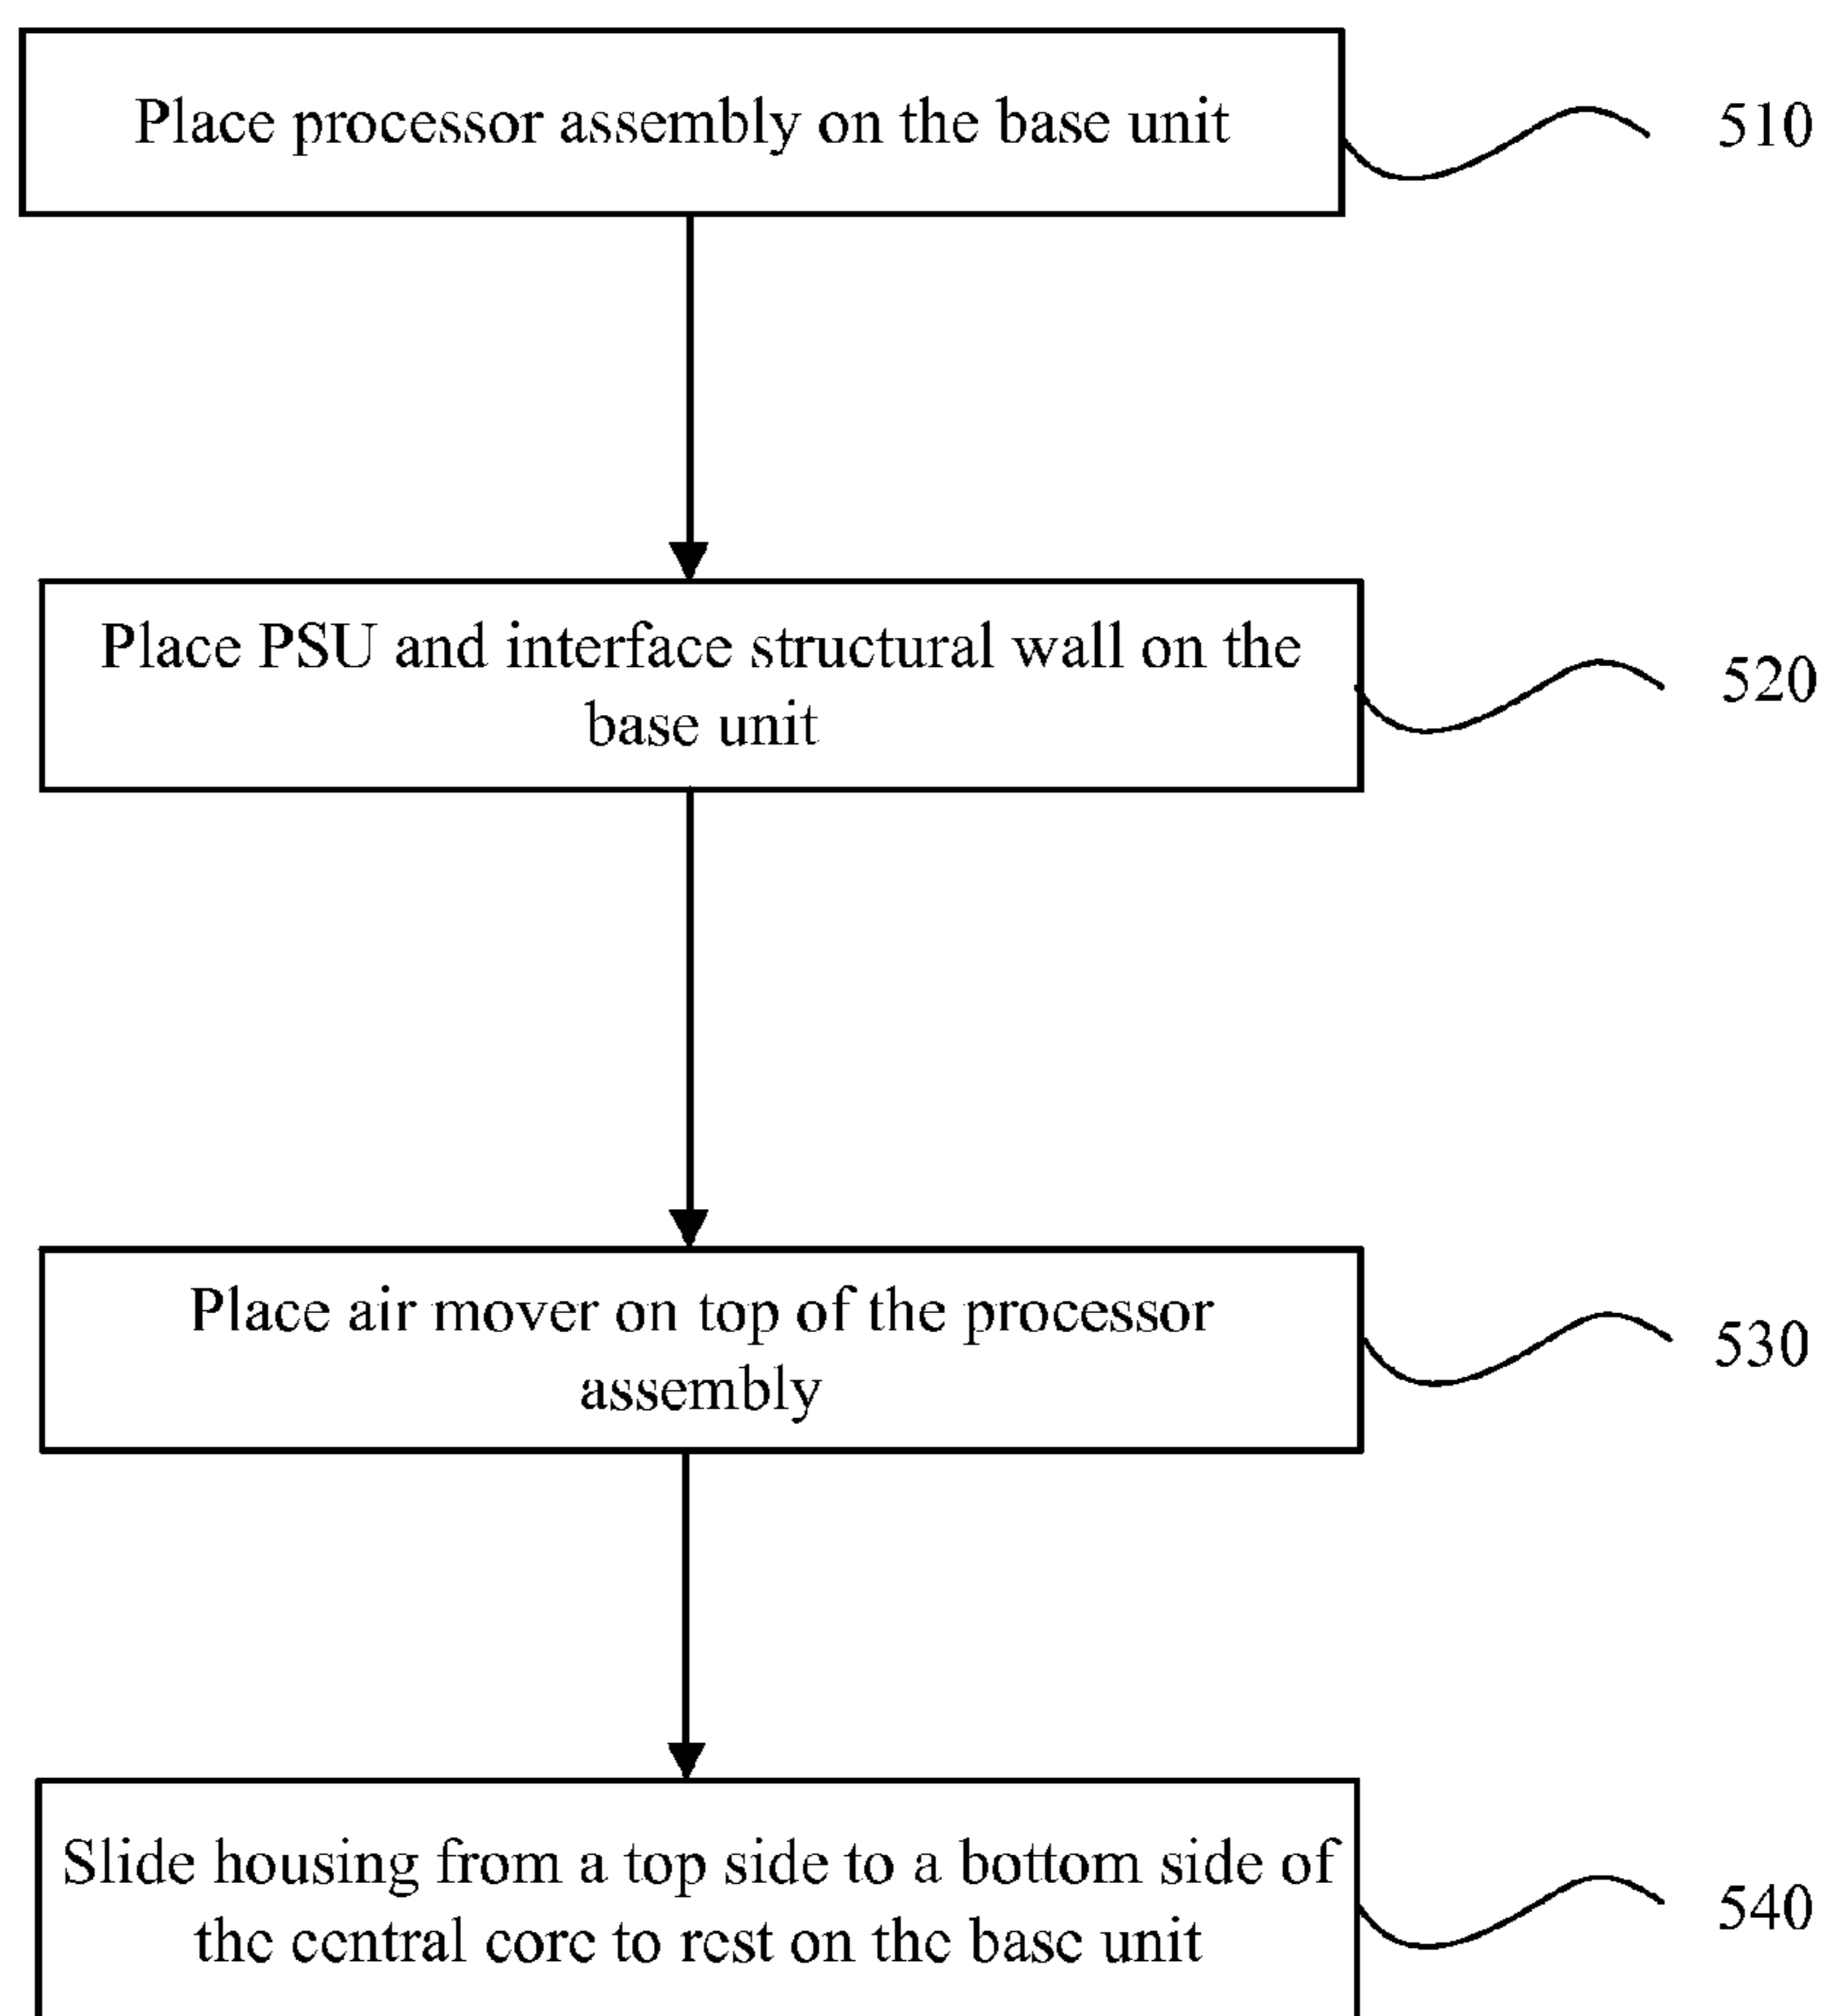 Place processor assembly on the base unit
510
Place PSU and interface structural wall on the
base unit
520
Place air mover on top of the processor
assembly
530
Slide housing from a top side to a bottom side of
the central core to rest on the base unit
540